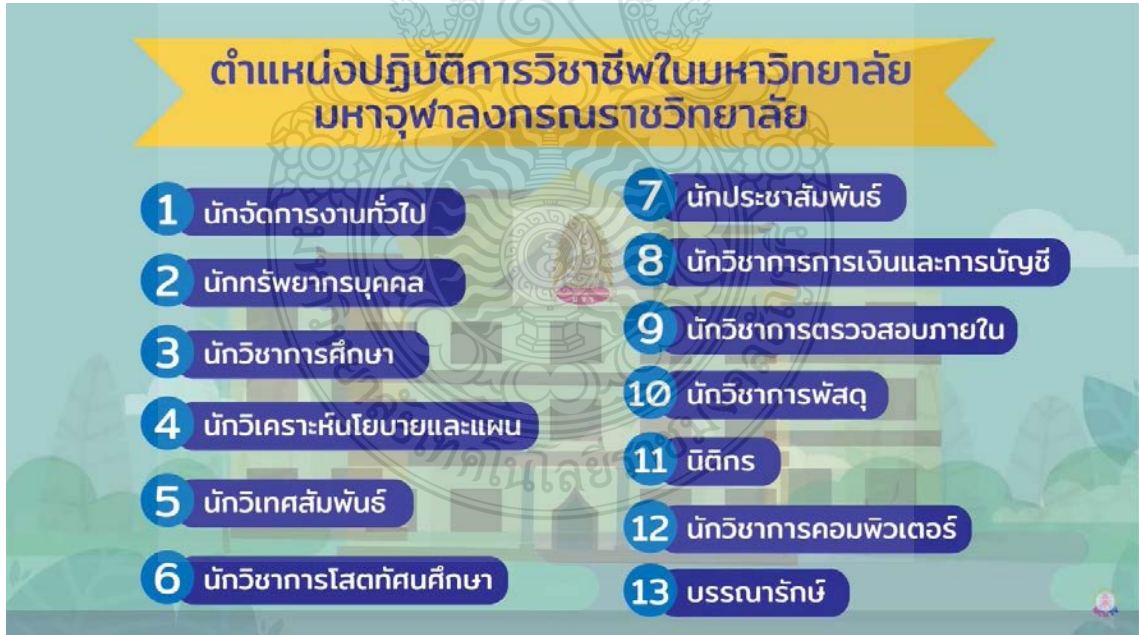 ตำแหน่งปฏิบัติการวิชาชีพในมหาวิทยาลัย
มหาจุฬาลงกรณราชวิทยาลัย
1 นักจัดการงานทั่วไป
2 นักทรัพยากรบุคคล
3 นักวิชาการศึกษา
4 นักวิเคราะห์นโยบายและแผน
5 นักวิเทศสัมพันธ์
6 นักวิชาการโสตทัศนศึกษา
7 นักประชาสัมพันธ์
8 นักวิชาการการเงินและการบัญชี
9 นักวิชาการตรวจสอบภายใน
10 นักวิชาการพัสดุ
11 นิติกร
12 นักวิชาการคอมพิวเตอร์
13 บรรณารักษ์